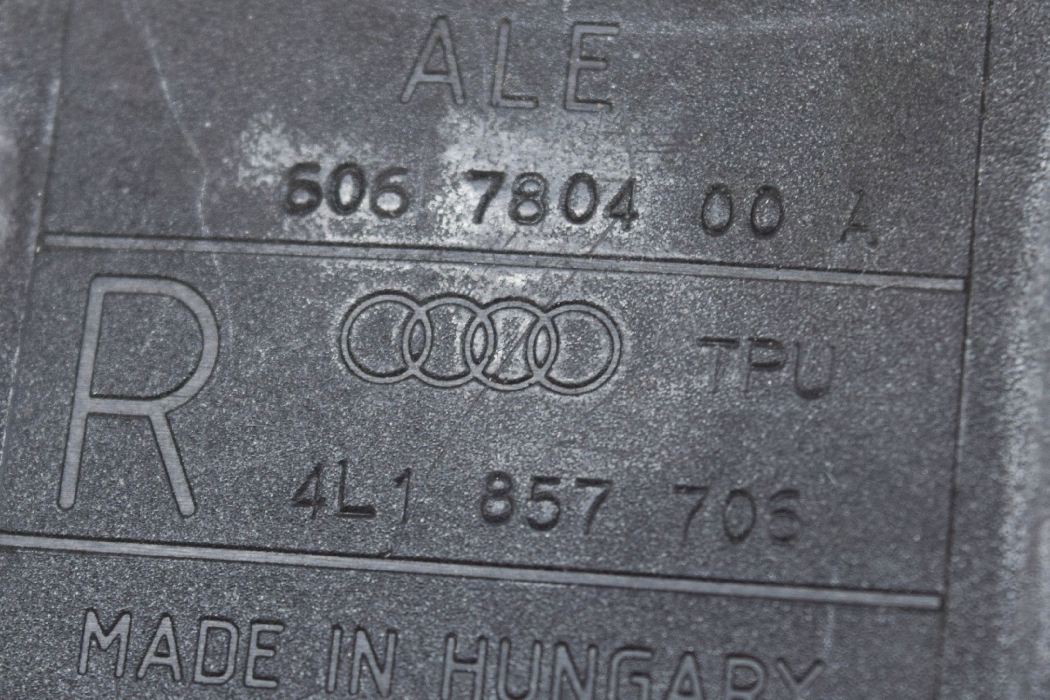 ALE
606 7804 00 A
R
TPU
4L1 857 706
MADE IN HUNGARY